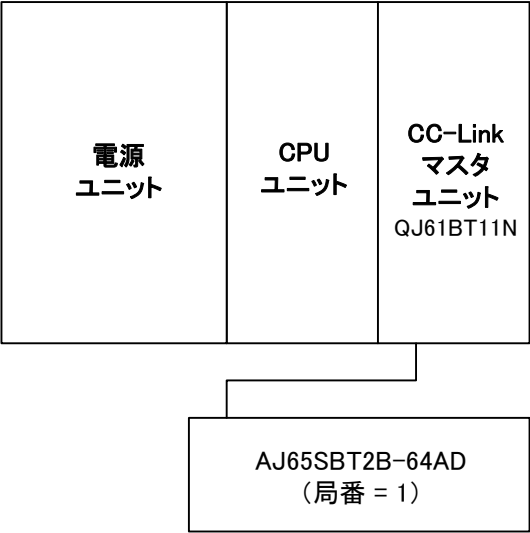 電源
ユニット
CPU
ユニット
CC-Link
マスタ
ユニット
QJ61BT11N
AJ65SBT2B-64AD
（局番 = 1）